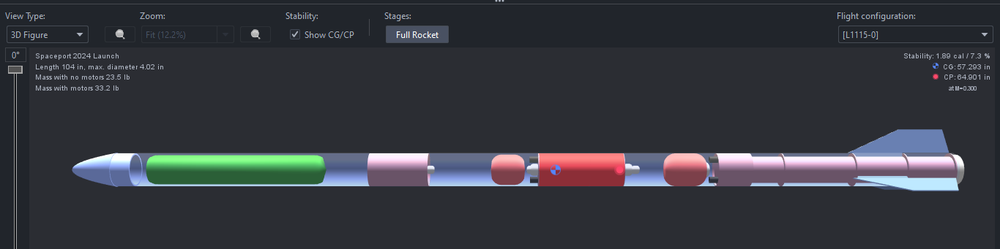 View Type:
Zoom:
Stability:
Stages:
Flight configuration:
3D Figure
Fit (12.2%)
Show CG/CP
Full Rocket
[L1115-0]
0°
Spaceport 2024 Launch
Length 104 in, max. diameter 4.02 in
Mass with no motors 23.5 lb
Mass with motors 33.2 lb
Stability: 1.89 cal / 7.3 %
CG: 57.293 in
CP: 64.901 in
at M=0.300